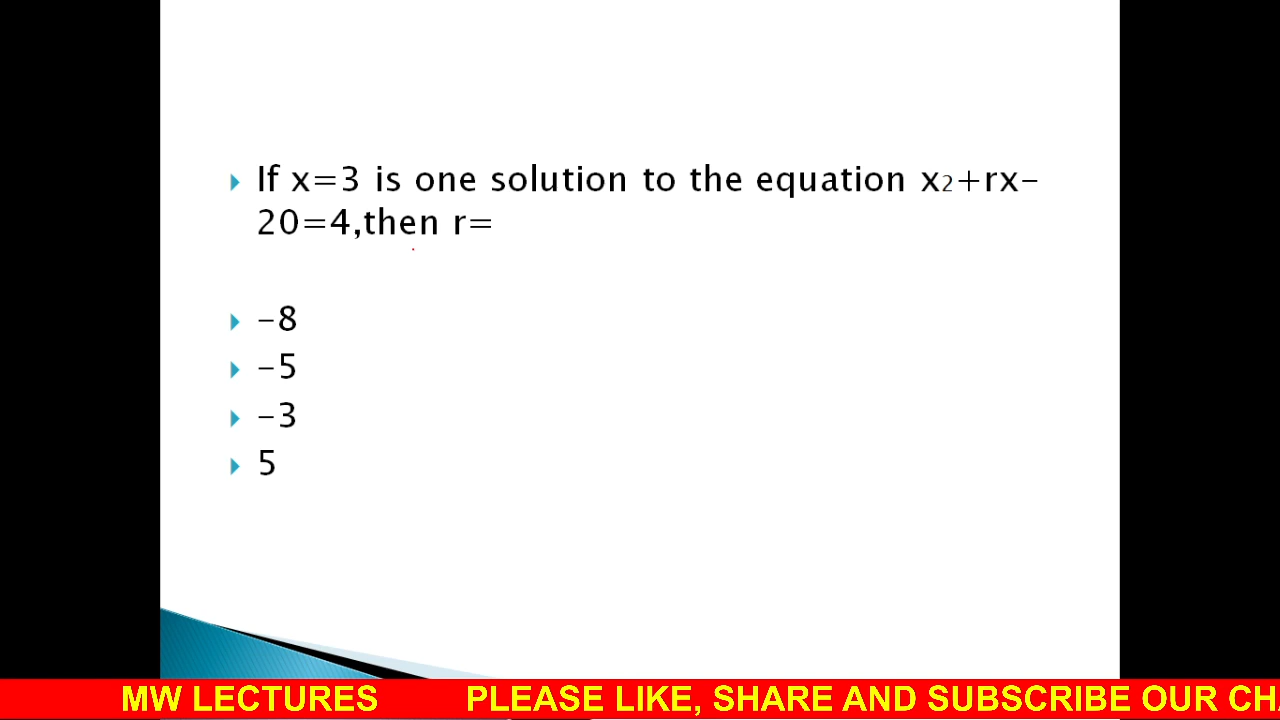 If x=3 is one solution to the equation x2+rx-
20=4,then r=
-8
-5
-3
5
MW LECTURES PLEASE LIKE, SHARE AND SUBSCRIBE OUR CH